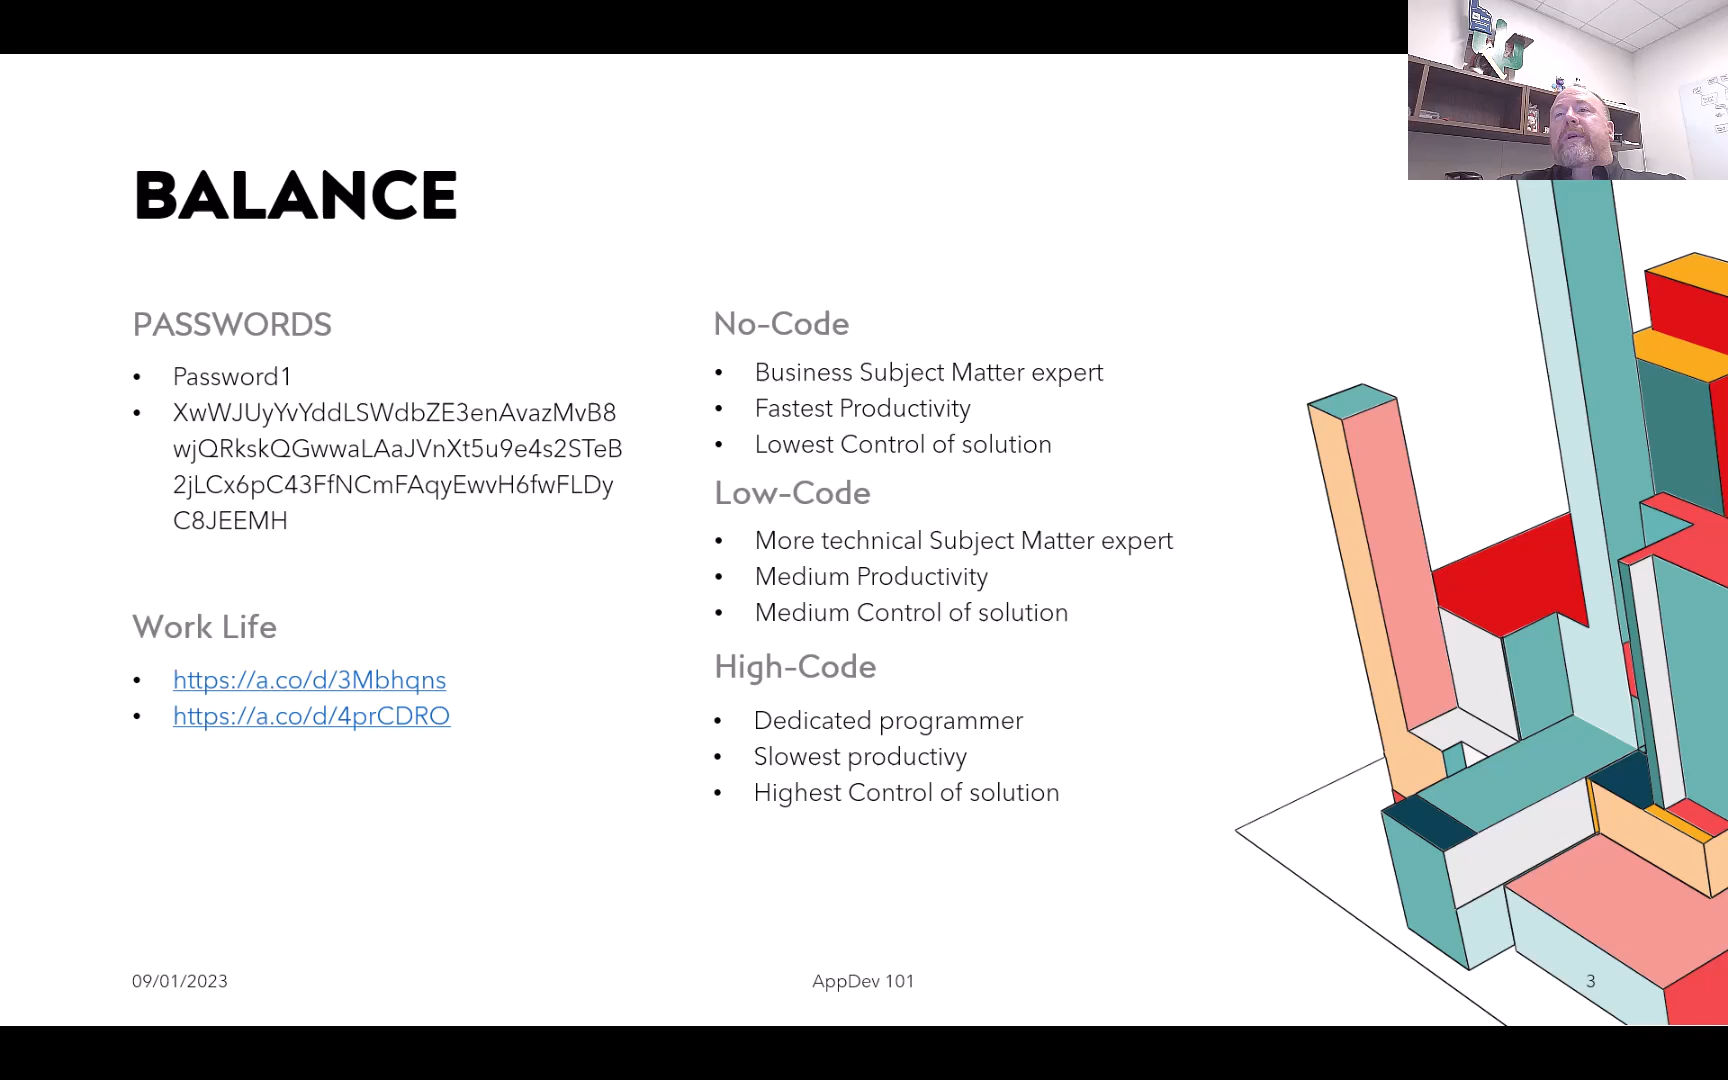 BALANCE
PASSWORDS
• Password1
• XwWJUyYvYddLSWdbZE3enAvazMvB8
wjQRkskQGwwaLAaJVnXt5u9e4s2STeB
2jLCx6pC43FfNCmFAqyEwvH6fwFLDy
C8JEEMH
Work Life
• https://a.co/d/3Mbhqns
• https://a.co/d/4prCDRO
No-Code
• Business Subject Matter expert
• Fastest Productivity
• Lowest Control of solution
Low-Code
• More technical Subject Matter expert
• Medium Productivity
• Medium Control of solution
High-Code
• Dedicated programmer
• Slowest productivy
• Highest Control of solution
09/01/2023
AppDev 101
3